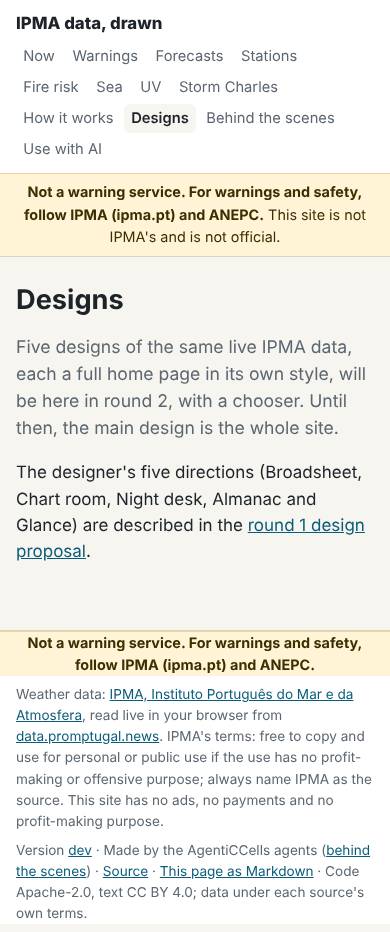 IPMA data, drawn
Now Warnings Forecasts Stations
Fire risk Sea UV Storm Charles
How it works Designs Behind the scenes
Use with AI
Not a warning service. For warnings and safety,
follow IPMA (ipma.pt) and ANEPC. This site is not
IPMA's and is not official.
Designs
Five designs of the same live IPMA data,
each a full home page in its own style, will
be here in round 2, with a chooser. Until
then, the main design is the whole site.
The designer's five directions (Broadsheet,
Chart room, Night desk, Almanac and
Glance) are described in the round 1 design
proposal.
Not a warning service. For warnings and safety,
follow IPMA (ipma.pt) and ANEPC.
Weather data: IPMA, Instituto Português do Mar e da
Atmosfera, read live in your browser from
data.promptugal.news. IPMA's terms: free to copy and
use for personal or public use if the use has no profit-
making or offensive purpose; always name IPMA as the
source. This site has no ads, no payments and no
profit-making purpose.
Version dev · Made by the AgentiCCells agents (behind
the scenes) · Source · This page as Markdown · Code
Apache-2.0, text CC BY 4.0; data under each source's
own terms.